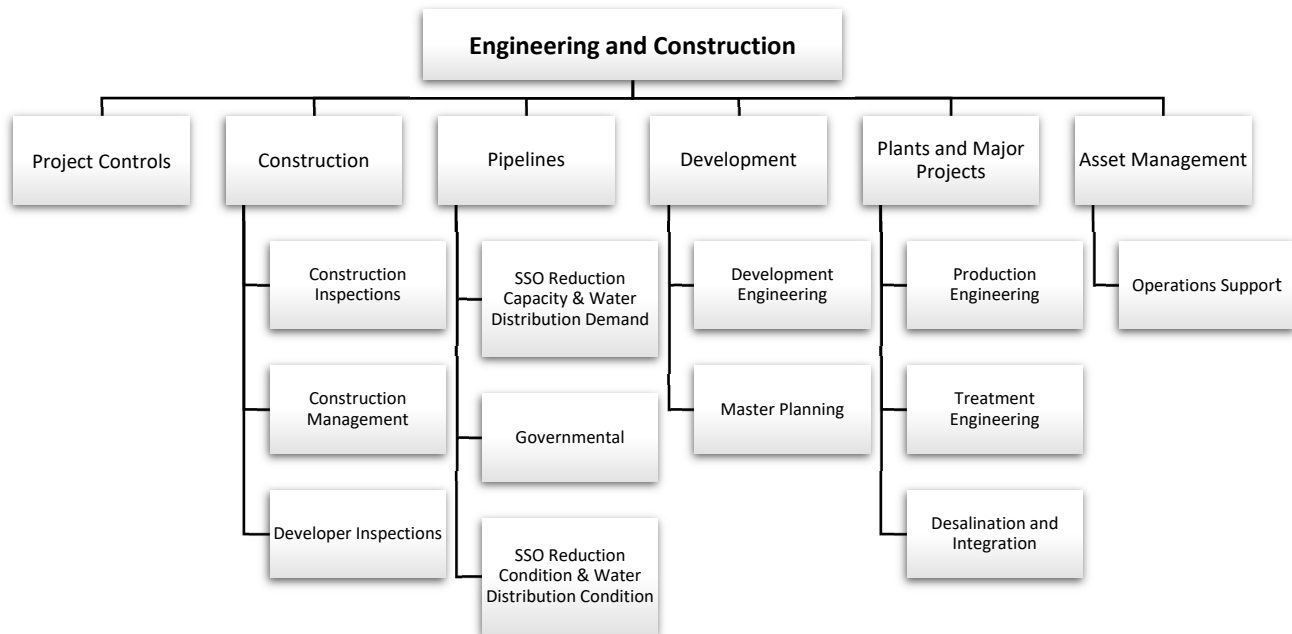 Engineering and Construction
Project Controls
Construction
Pipelines
Development
Plants and Major
Projects
Asset Management
Construction
Inspections
Construction
Management
Developer Inspections
SSO Reduction
Capacity & Water
Distribution Demand
Governmental
SSO Reduction
Condition & Water
Distribution Condition
Development
Engineering
Master Planning
Production
Engineering
Treatment
Engineering
Desalination and
Integration
Operations Support